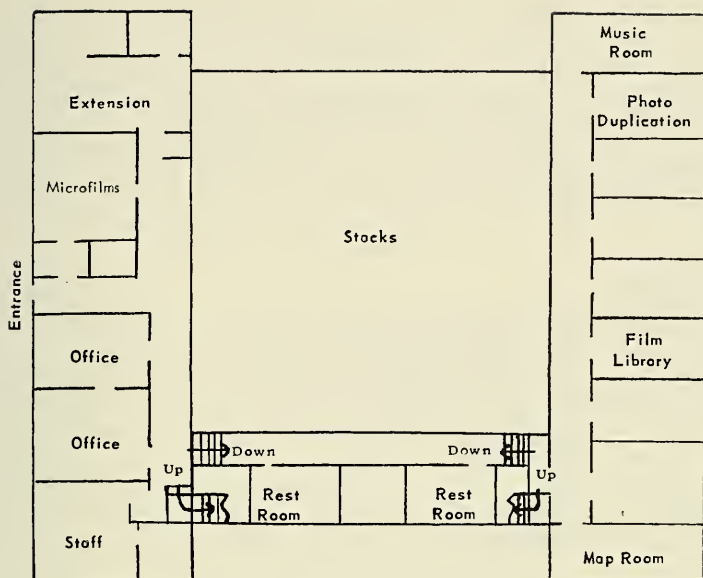 Music
Room
Extension
Photo
Duplication
Microfilms
Stacks
Entrance
Office
Film
Library
Office
Down
Down
Up
Up
Rest
Room
Rest
Room
Staff
Map Room